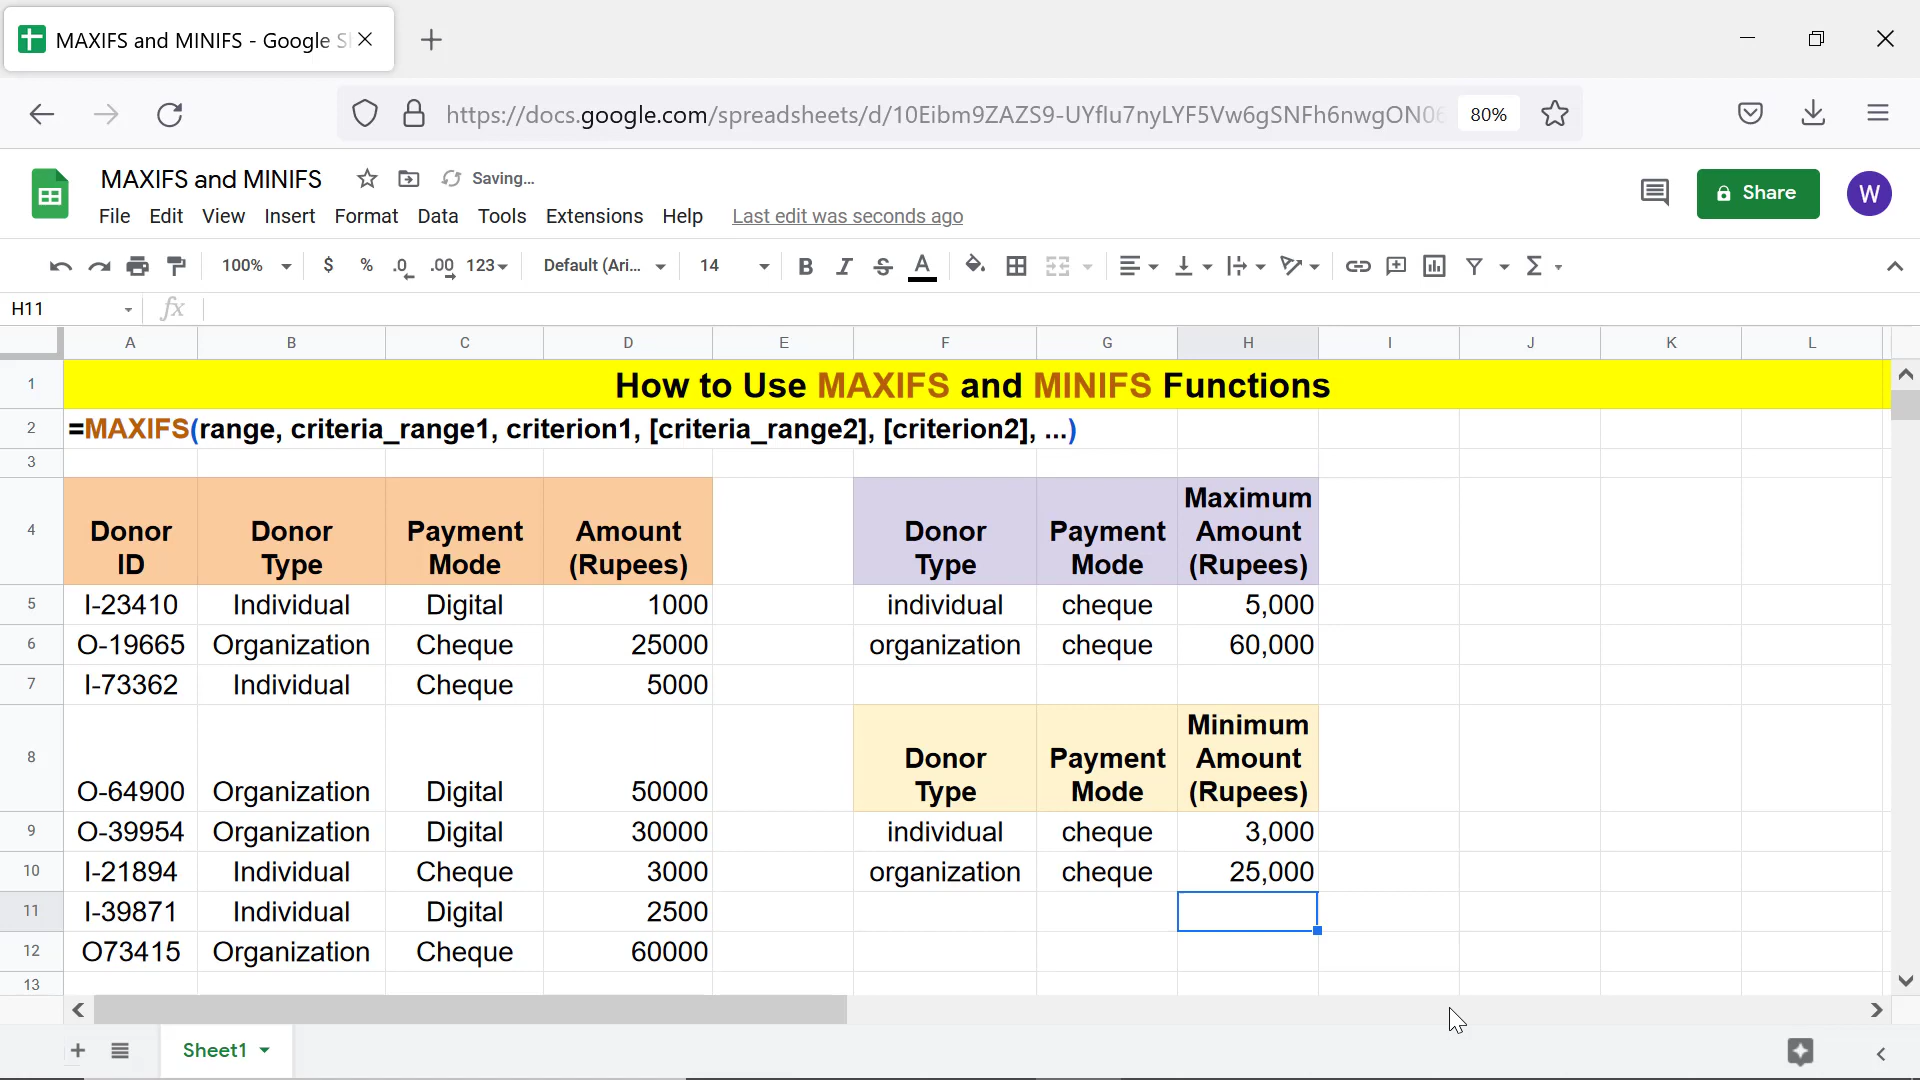 MAXIFS and MINIFS - Google S
https://docs.google.com/spreadsheets/d/10Eibm9ZAZS9-UYflu7nyLYF5Vw6gSNFh6nwgON06
80%
MAXIFS and MINIFS
Saving...
Share
W
File Edit View Insert Format Data Tools Extensions Help Last edit was seconds ago
100% $ % .0 .00 123 Default (Ari... 14 B I S A Σ
H11 fx
A B C D E F G H I J K L
1 How to Use MAXIFS and MINIFS Functions
2 =MAXIFS(range, criteria_range1, criterion1, [criteria_range2], [criterion2], ...)
3
4 Donor ID Donor Type Payment Mode Amount (Rupees) Donor Type Payment Mode Maximum Amount (Rupees)
5 I-23410 Individual Digital 1000 individual cheque 5,000
6 O-19665 Organization Cheque 25000 organization cheque 60,000
7 I-73362 Individual Cheque 5000
8 O-64900 Organization Digital 50000 Donor Type Payment Mode Minimum Amount (Rupees)
9 O-39954 Organization Digital 30000 individual cheque 3,000
10 I-21894 Individual Cheque 3000 organization cheque 25,000
11 I-39871 Individual Digital 2500
12 O73415 Organization Cheque 60000
13
Sheet1